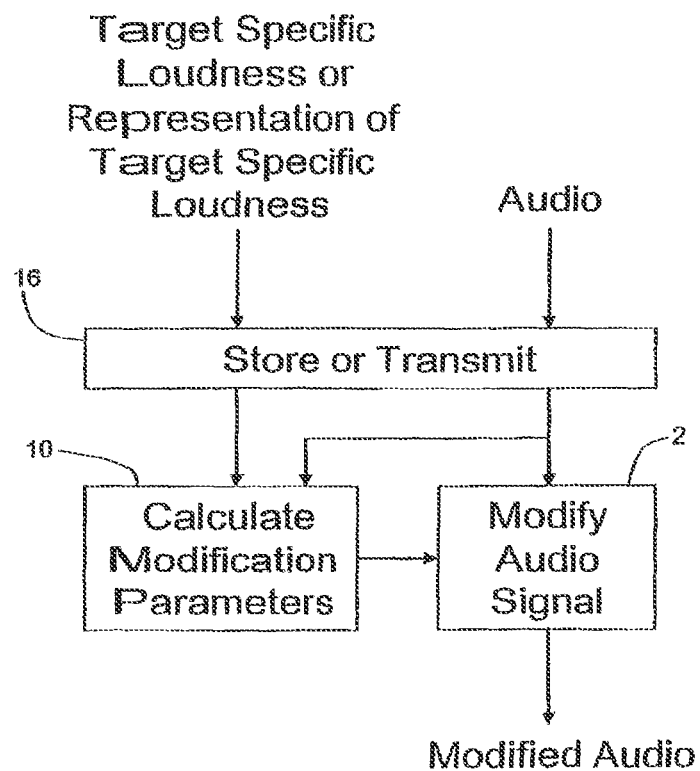 Target Specific
Loudness or
Representation of
Target Specific
Loudness
Audio
16
Store or Transmit
10
2
Calculate
Modification
Parameters
Modify
Audio
Signal
Modified Audio